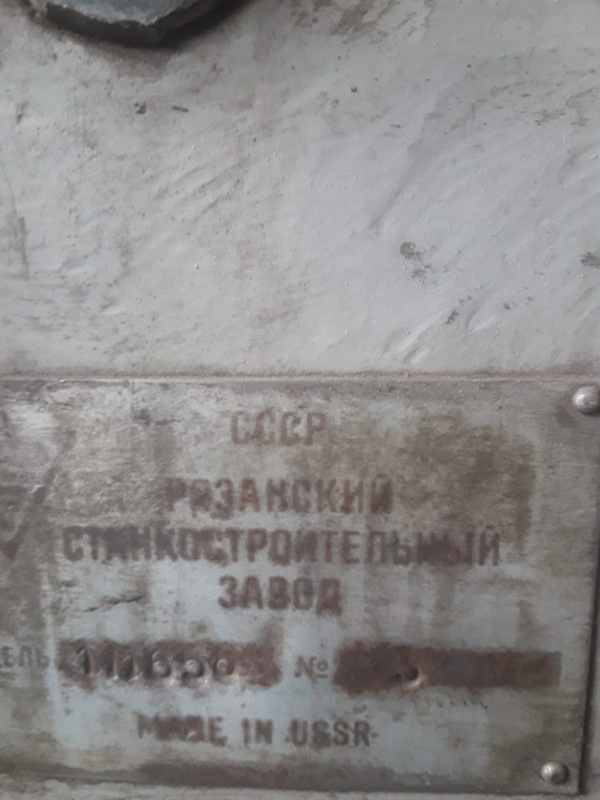 СССР
РЯЗАНСКИЙ
СТАНКОСТРОИТЕЛЬНЫЙ
ЗАВОД
№
MADE IN USSR